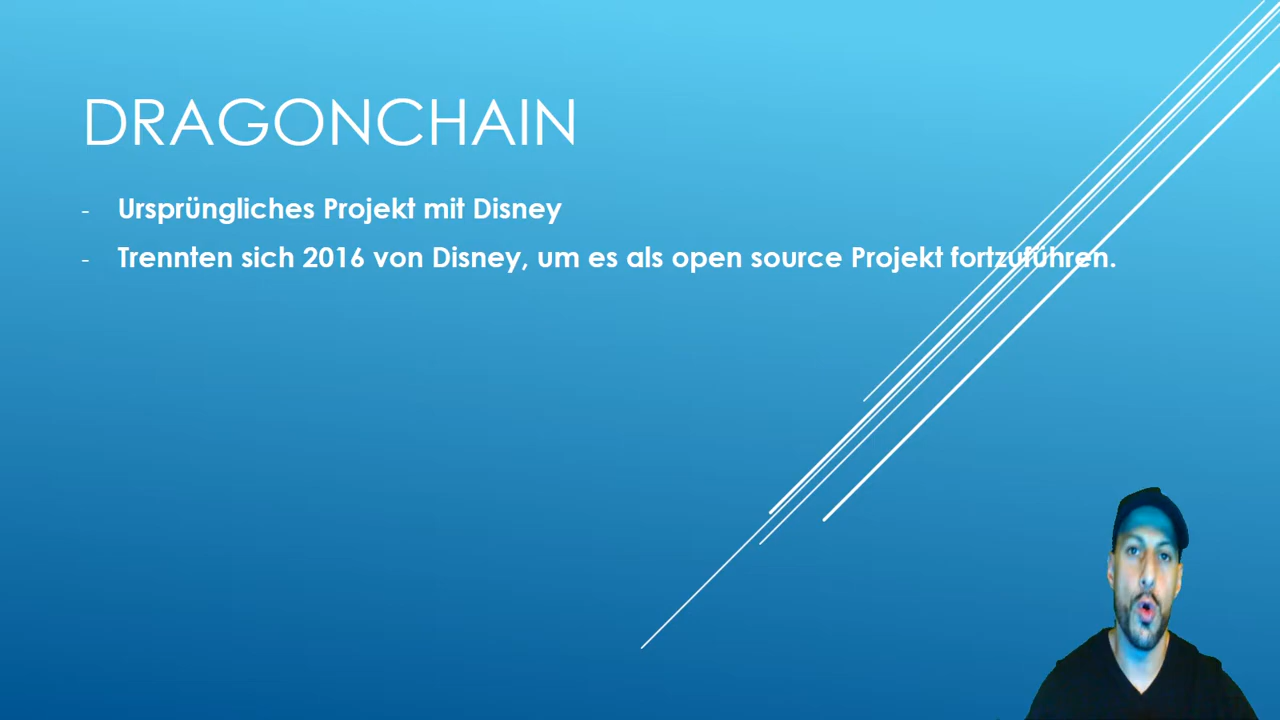 DRAGONCHAIN
- Ursprüngliches Projekt mit Disney
- Trennten sich 2016 von Disney, um es als open source Projekt fortzuführen.